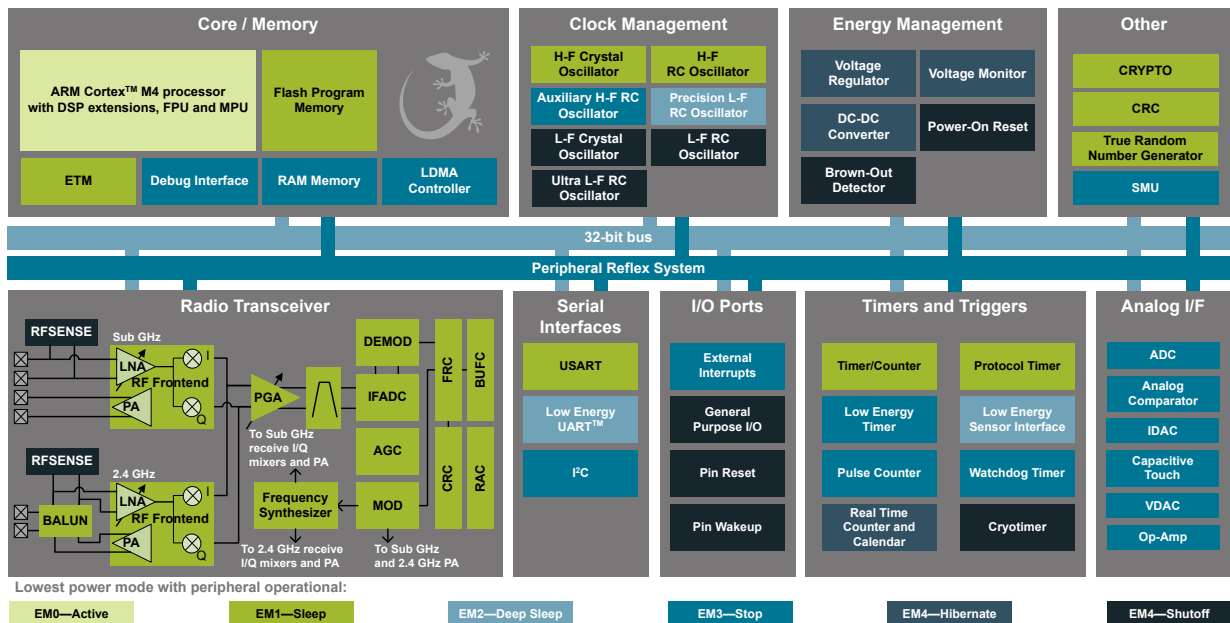 Core / Memory
ARM Cortex™ M4 processor
with DSP extensions, FPU and MPU
Flash Program
Memory
ETM
Debug Interface
RAM Memory
LDMA
Controller
Clock Management
H-F Crystal
Oscillator
H-F
RC Oscillator
Auxiliary H-F RC
Oscillator
Precision L-F
RC Oscillator
L-F Crystal
Oscillator
L-F RC
Oscillator
Ultra L-F RC
Oscillator
Energy Management
Voltage
Regulator
Voltage Monitor
DC-DC
Converter
Power-On Reset
Brown-Out
Detector
Other
CRYPTO
CRC
True Random
Number Generator
SMU
32-bit bus
Peripheral Reflex System
Radio Transceiver
RFSENSE
Sub GHz
LNA
RF Frontend
PA
I
Q
PGA
DEMOD
IFADC
AGC
MOD
FRC
BUFC
CRC
RAC
To Sub GHz
receive I/Q
mixers and PA
Frequency
Synthesizer
RFSENSE
2.4 GHz
LNA
RF Frontend
BALUN
PA
I
Q
To 2.4 GHz receive
I/Q mixers and PA
To Sub GHz
and 2.4 GHz PA
Serial
Interfaces
USART
Low Energy
UART™
I²C
I/O Ports
External
Interrupts
General
Purpose I/O
Pin Reset
Pin Wakeup
Timers and Triggers
Timer/Counter
Protocol Timer
Low Energy
Timer
Low Energy
Sensor Interface
Pulse Counter
Watchdog Timer
Real Time
Counter and
Calendar
Cryotimer
Analog I/F
ADC
Analog
Comparator
IDAC
Capacitive
Touch
VDAC
Op-Amp
Lowest power mode with peripheral operational:
EM0—Active
EM1—Sleep
EM2—Deep Sleep
EM3—Stop
EM4—Hibernate
EM4—Shutoff